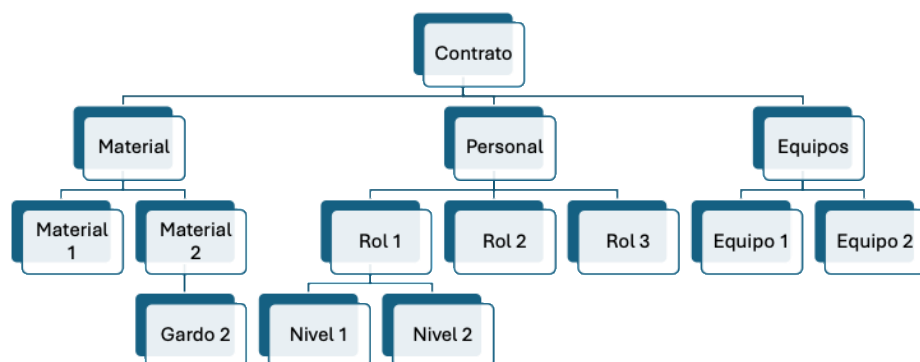 Contrato
Material
Personal
Equipos
Material
1
Material
2
Rol 1
Rol 2
Rol 3
Equipo 1
Equipo 2
Gardo 2
Nivel 1
Nivel 2